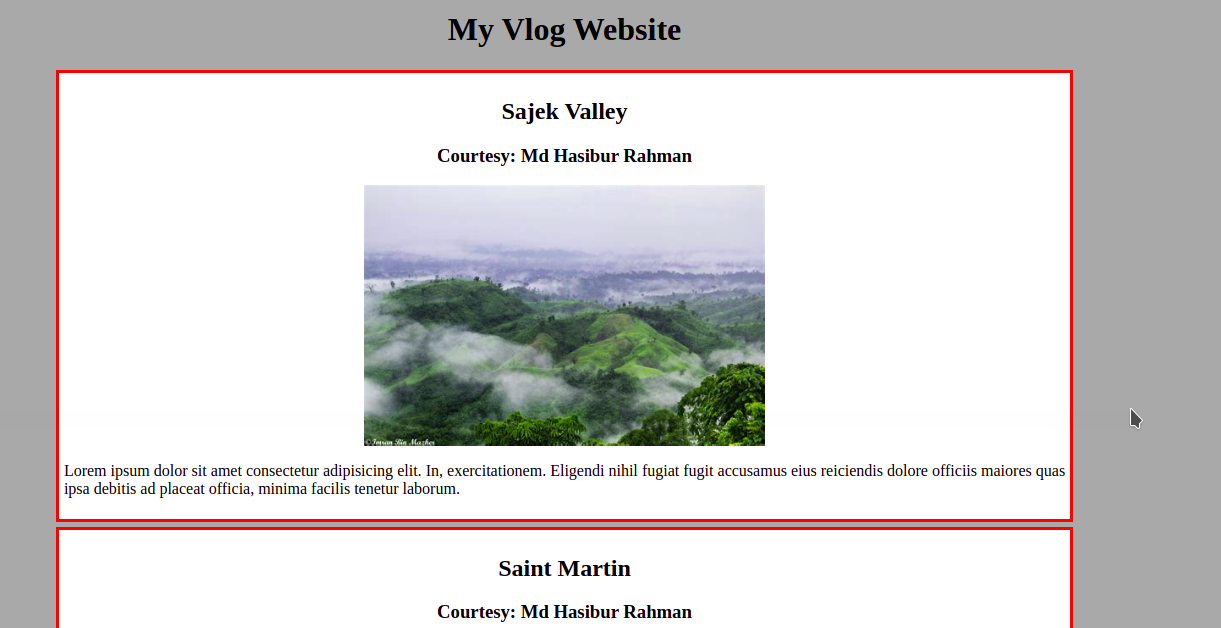 My Vlog Website
Sajek Valley
Courtesy: Md Hasibur Rahman
©Imran Bin Mazher
Lorem ipsum dolor sit amet consectetur adipisicing elit. In, exercitationem. Eligendi nihil fugiat fugit accusamus eius reiciendis dolore officiis maiores quas
ipsa debitis ad placeat officia, minima facilis tenetur laborum.
Saint Martin
Courtesy: Md Hasibur Rahman